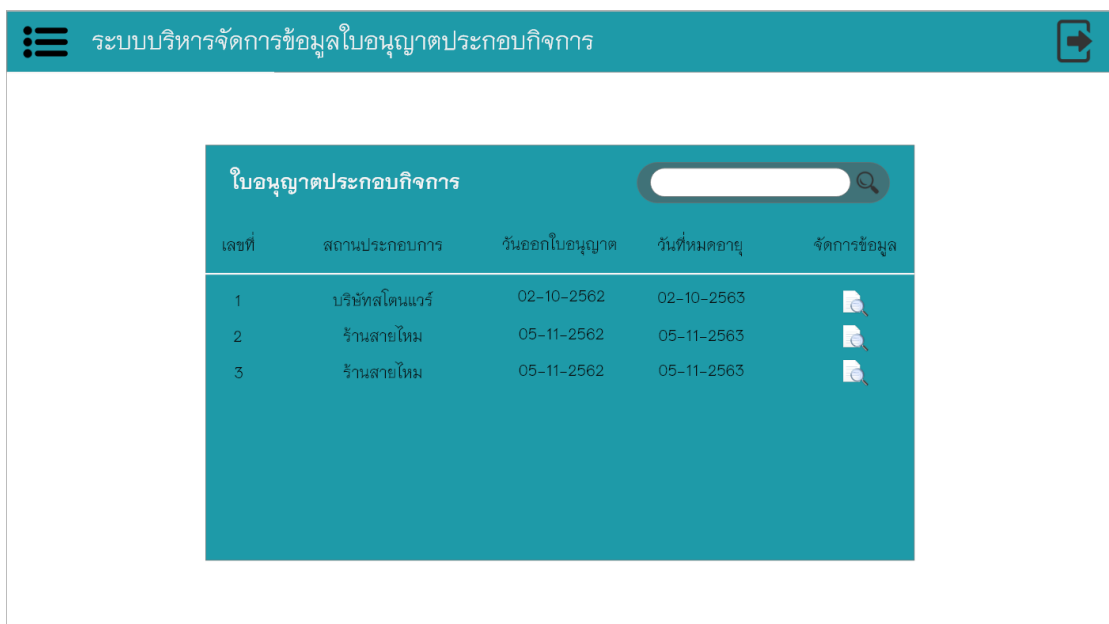 ระบบบริหารจัดการข้อมูลใบอนุญาตประกอบกิจการ
ใบอนุญาตประกอบกิจการ
เลขที่ สถานประกอบการ วันออกใบอนุญาต วันที่หมดอายุ จัดการข้อมูล
1 บริษัทสโตนแวร์ 02-10-2562 02-10-2563
2 ร้านสายไหม 05-11-2562 05-11-2563
3 ร้านสายไหม 05-11-2562 05-11-2563